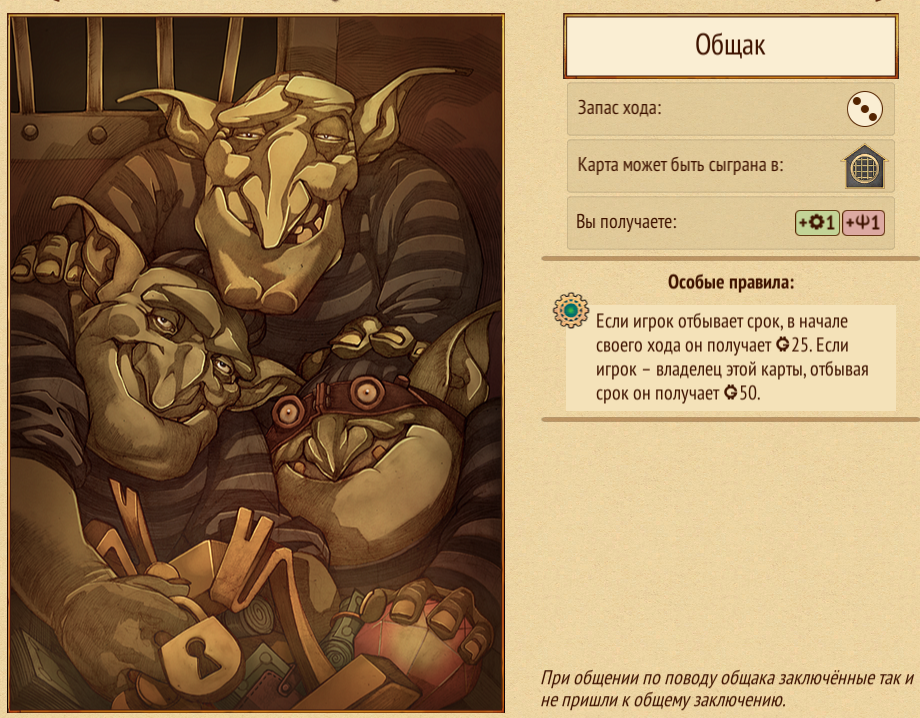 Общак
Запас хода:
Карта может быть сыграна в:
Вы получаете: +1 +1
Особые правила:
Если игрок отбывает срок, в начале
своего хода он получает 25. Если
игрок – владелец этой карты, отбывая
срок он получает 50.
При общении по поводу общака заключённые так и
не пришли к общему заключению.